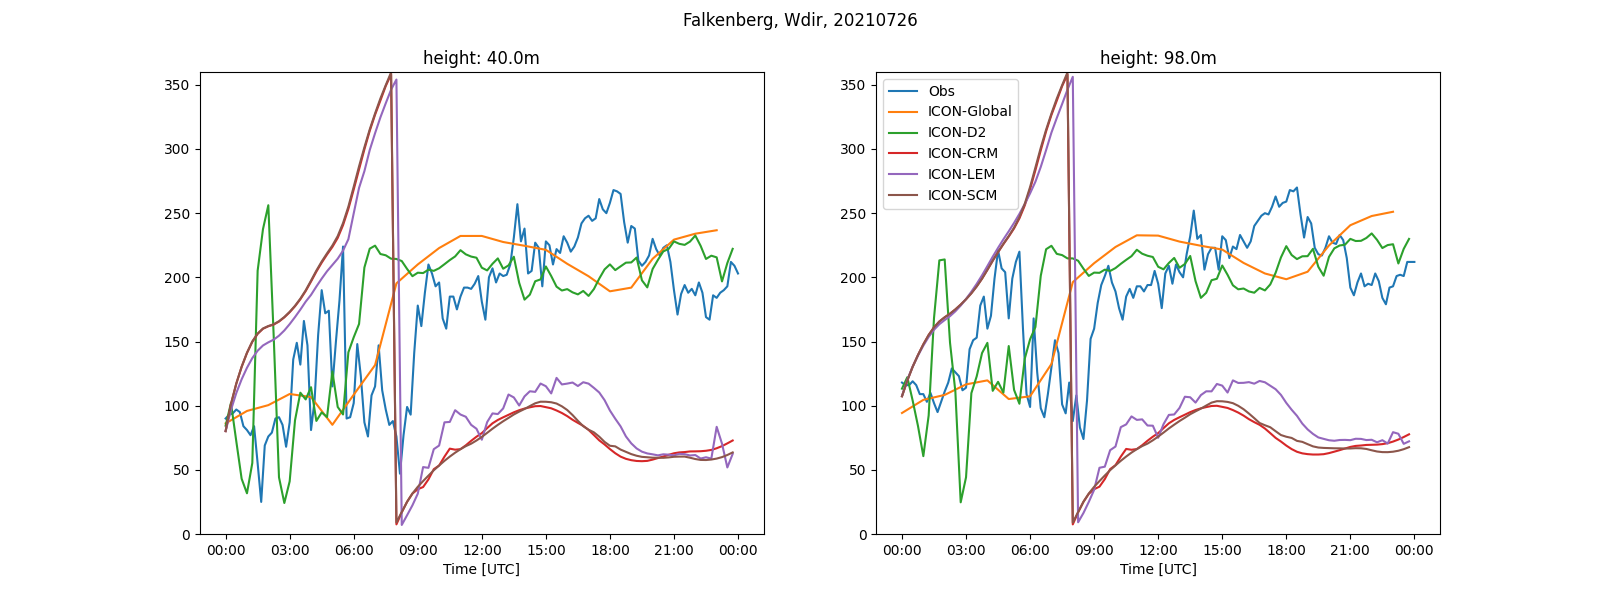 Falkenberg, Wdir, 20210726
height: 40.0m
350
300
250
200
150
100
50
0
00:00 03:00 06:00 09:00 12:00 15:00 18:00 21:00 00:00
Time [UTC]
height: 98.0m
350
300
250
200
150
100
50
0
Obs
ICON-Global
ICON-D2
ICON-CRM
ICON-LEM
ICON-SCM
00:00 03:00 06:00 09:00 12:00 15:00 18:00 21:00 00:00
Time [UTC]